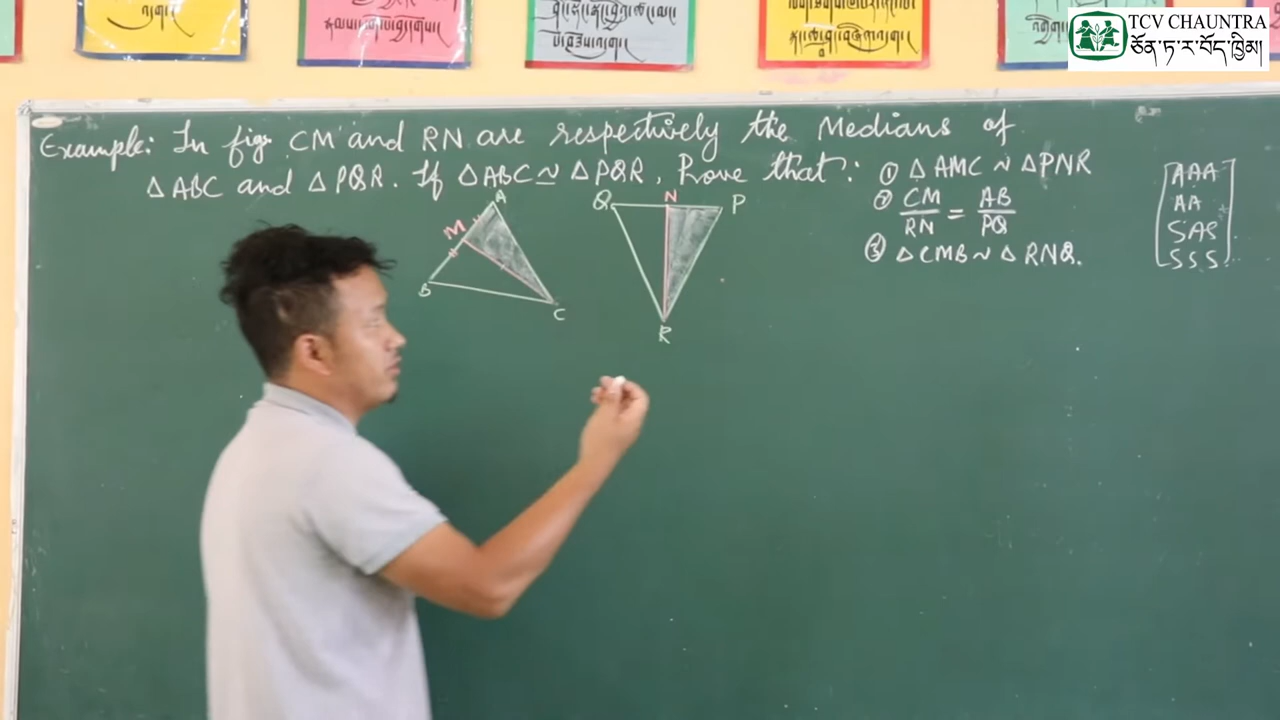 TCV CHAUNTRA
ཙོན་ཏ་ར་བོད་ཁྱིམ།
Example: In fig. CM and RN are respectively the Medians of
△ABC and △PQR. If △ABC ≃ △PQR, Prove that: ① △AMC ~ △PNR
② CM/RN = AB/PQ
③ △CMB ~ △RNQ.
AAA
AA
SAS
SSS
A
M
B
C
Q
N
P
R